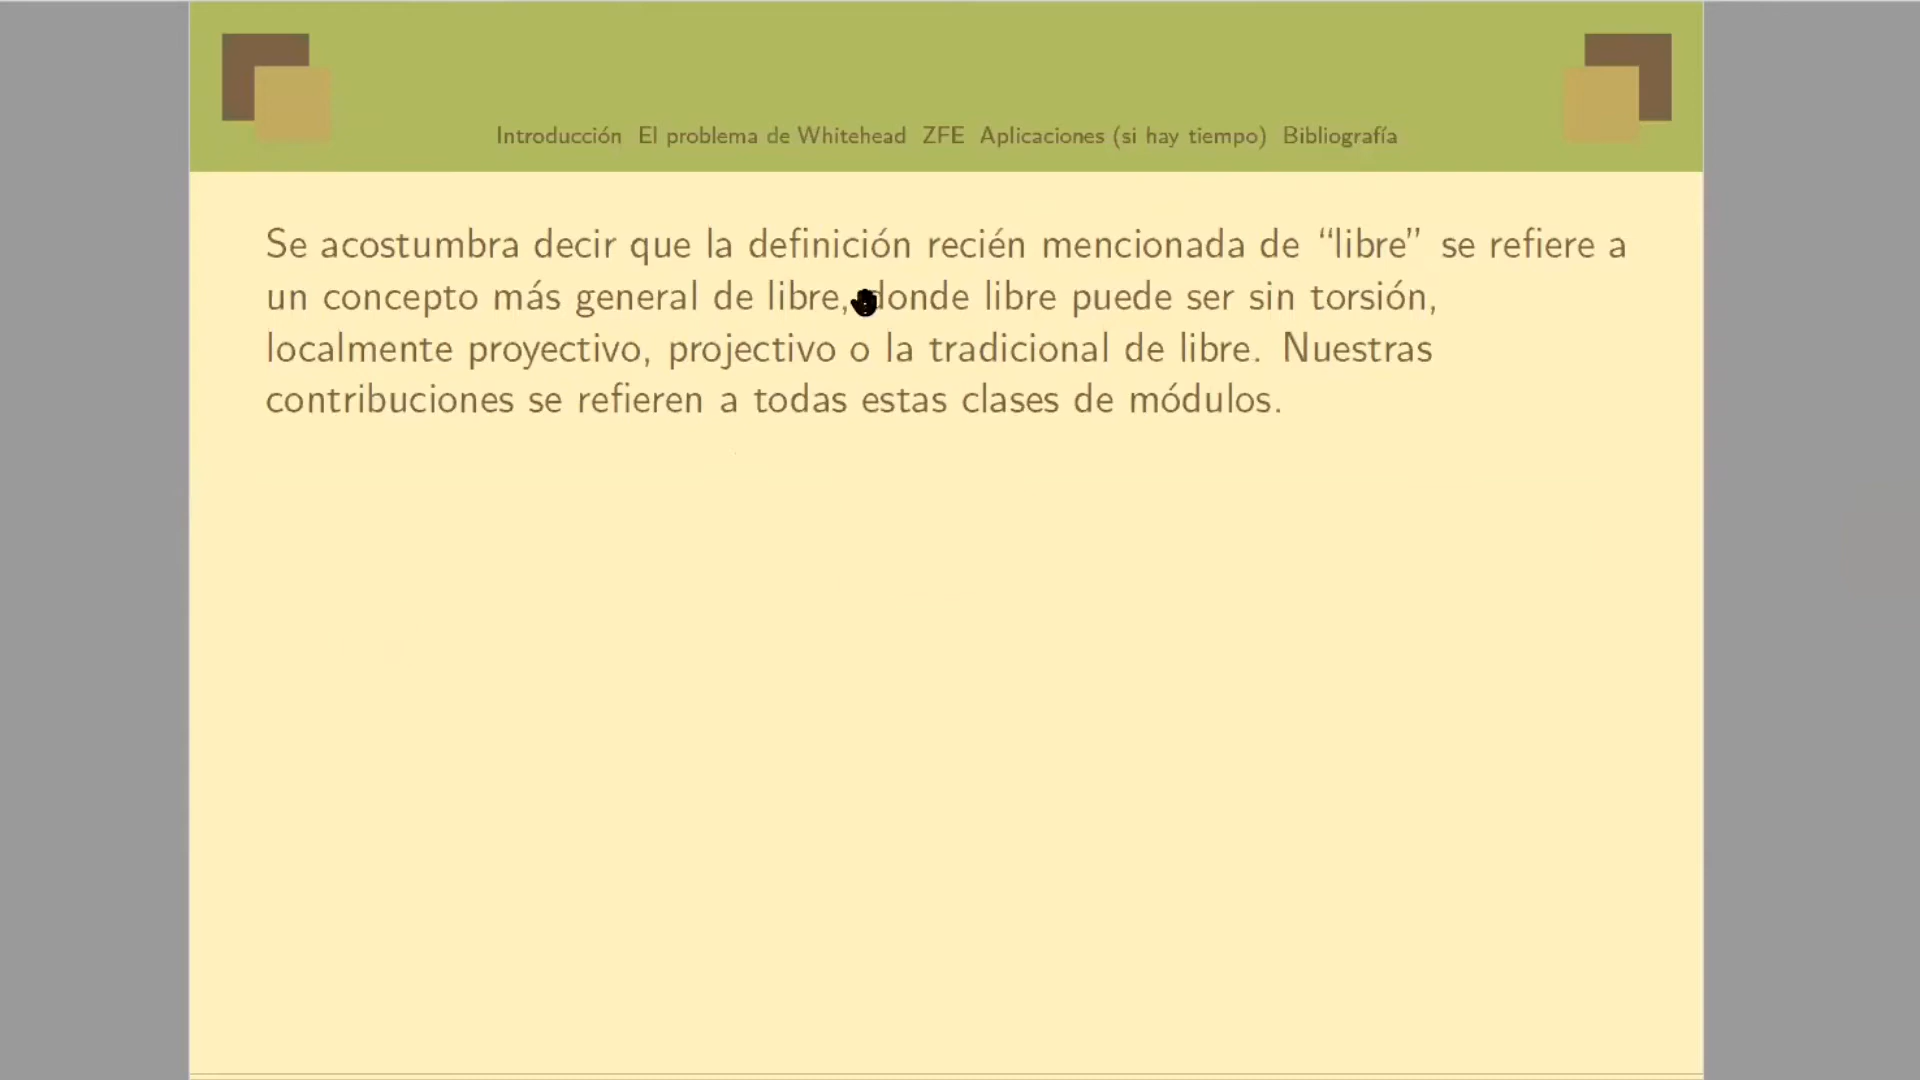 Introducción El problema de Whitehead ZFE Aplicaciones (si hay tiempo) Bibliografía
Se acostumbra decir que la definición recién mencionada de “libre” se refiere a
un concepto más general de libre, donde libre puede ser sin torsión,
localmente proyectivo, projectivo o la tradicional de libre. Nuestras
contribuciones se refieren a todas estas clases de módulos.